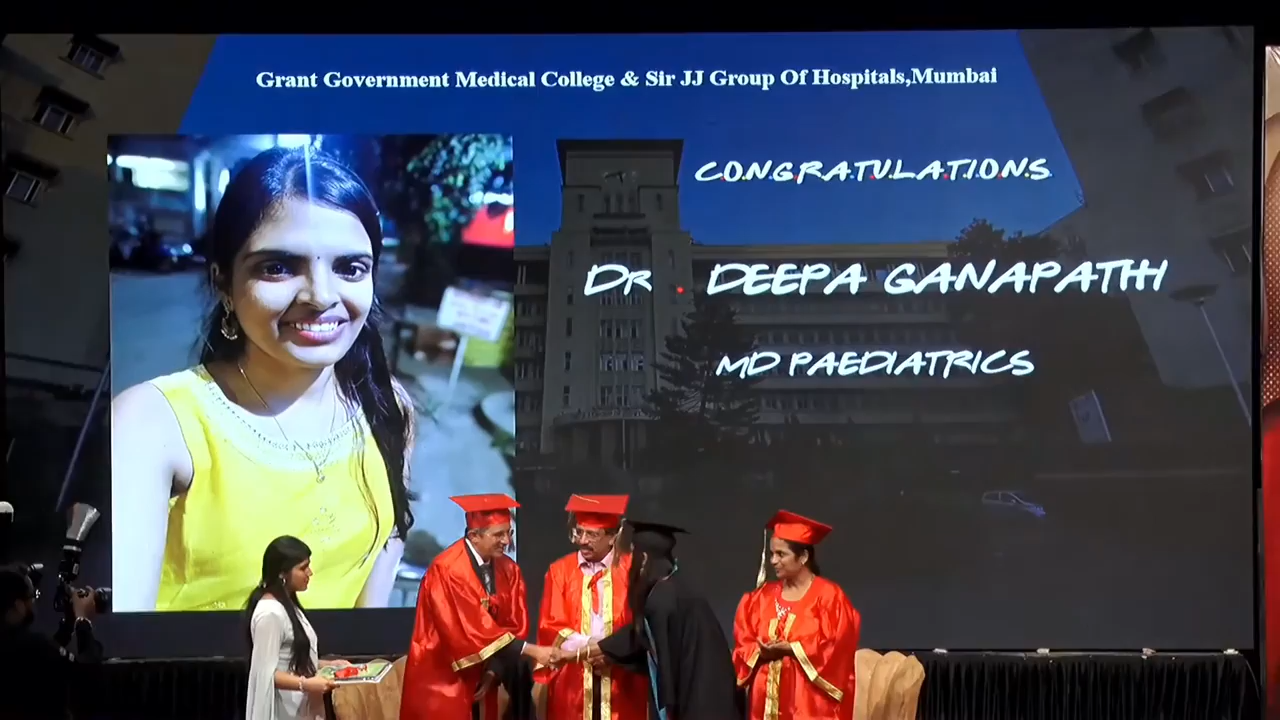 Grant Government Medical College & Sir JJ Group Of Hospitals,Mumbai
CONGRATULATIONS
DR . DEEPA GANAPATHI
MD PAEDIATRICS